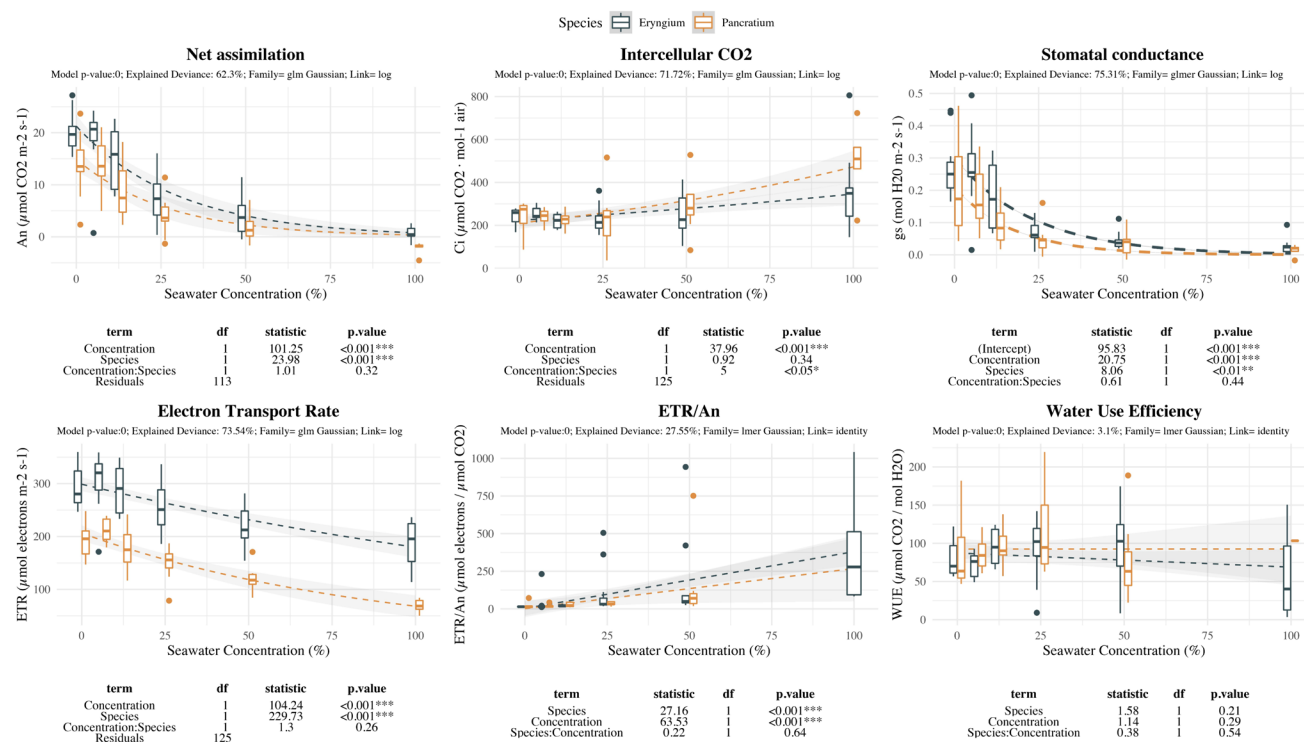 Species Eryngium Pancratium
Net assimilation
Model p-value:0; Explained Deviance: 62.3%; Family= glm Gaussian; Link= log
An (µmol CO2 m-2 s-1)
20
10
0
0 25 50 75 100
Seawater Concentration (%)
term df statistic p.value
Concentration 1 101.25 <0.001***
Species 1 23.98 <0.001***
Concentration:Species 1 1.01 0.32
Residuals 113
Intercellular CO2
Model p-value:0; Explained Deviance: 71.72%; Family= glm Gaussian; Link= log
Ci (µmol CO2 · mol-1 air)
800
600
400
200
0
0 25 50 75 100
Seawater Concentration (%)
term df statistic p.value
Concentration 1 37.96 <0.001***
Species 1 0.92 0.34
Concentration:Species 1 5 <0.05*
Residuals 125
Stomatal conductance
Model p-value:0; Explained Deviance: 75.31%; Family= glmer Gaussian; Link= log
gs (mol H20 m-2 s-1)
0.5
0.4
0.3
0.2
0.1
0.0
0 25 50 75 100
Seawater Concentration (%)
term statistic df p.value
(Intercept) 95.83 1 <0.001***
Concentration 20.75 1 <0.001***
Species 8.06 1 <0.01**
Concentration:Species 0.61 1 0.44
Electron Transport Rate
Model p-value:0; Explained Deviance: 73.54%; Family= glm Gaussian; Link= log
ETR (µmol electrons m-2 s-1)
300
200
100
0 25 50 75 100
Seawater Concentration (%)
term df statistic p.value
Concentration 1 104.24 <0.001***
Species 1 229.73 <0.001***
Concentration:Species 1 1.3 0.26
Residuals 125
ETR/An
Model p-value:0; Explained Deviance: 27.55%; Family= lmer Gaussian; Link= identity
ETR/An (µmol electrons / µmol CO2)
1000
750
500
250
0
0 25 50 75 100
Seawater Concentration (%)
term statistic df p.value
Species 27.16 1 <0.001***
Concentration 63.53 1 <0.001***
Species:Concentration 0.22 1 0.64
Water Use Efficiency
Model p-value:0; Explained Deviance: 3.1%; Family= lmer Gaussian; Link= identity
WUE (µmol CO2 / mol H2O)
200
150
100
50
0
0 25 50 75 100
Seawater Concentration (%)
term statistic df p.value
Species 1.58 1 0.21
Concentration 1.14 1 0.29
Species:Concentration 0.38 1 0.54